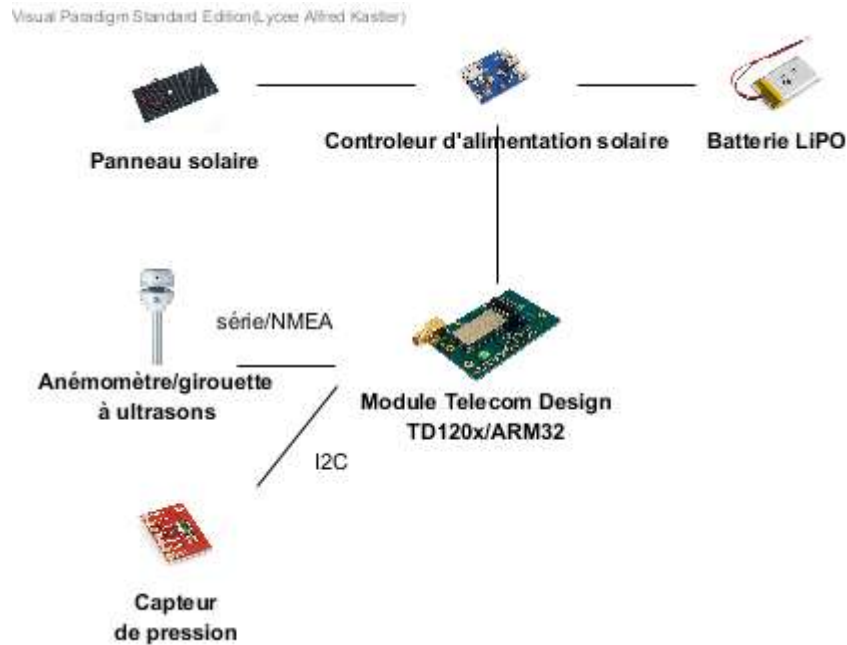 Visual Paradigm Standard Edition(Lycee Alfred Kastler)
Panneau solaire
Controleur d'alimentation solaire
Batterie LiPO
série/NMEA
Anémomètre/girouette
à ultrasons
Module Telecom Design
TD120x/ARM32
I2C
Capteur
de pression